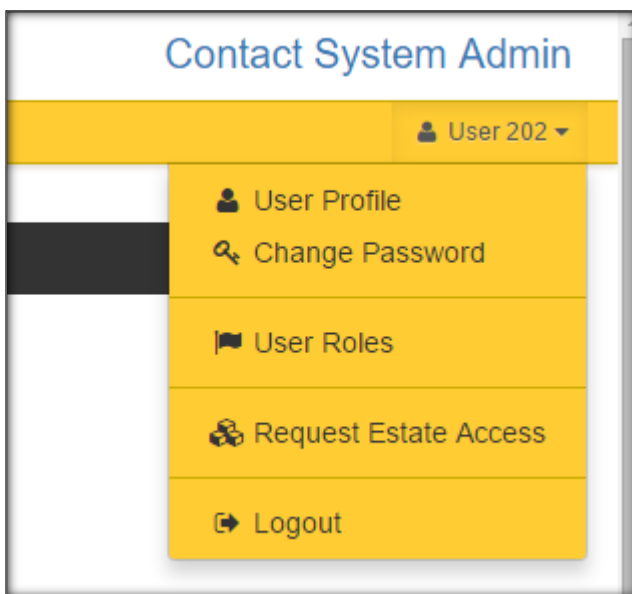 Contact System Admin
User 202
User Profile
Change Password
User Roles
Request Estate Access
Logout